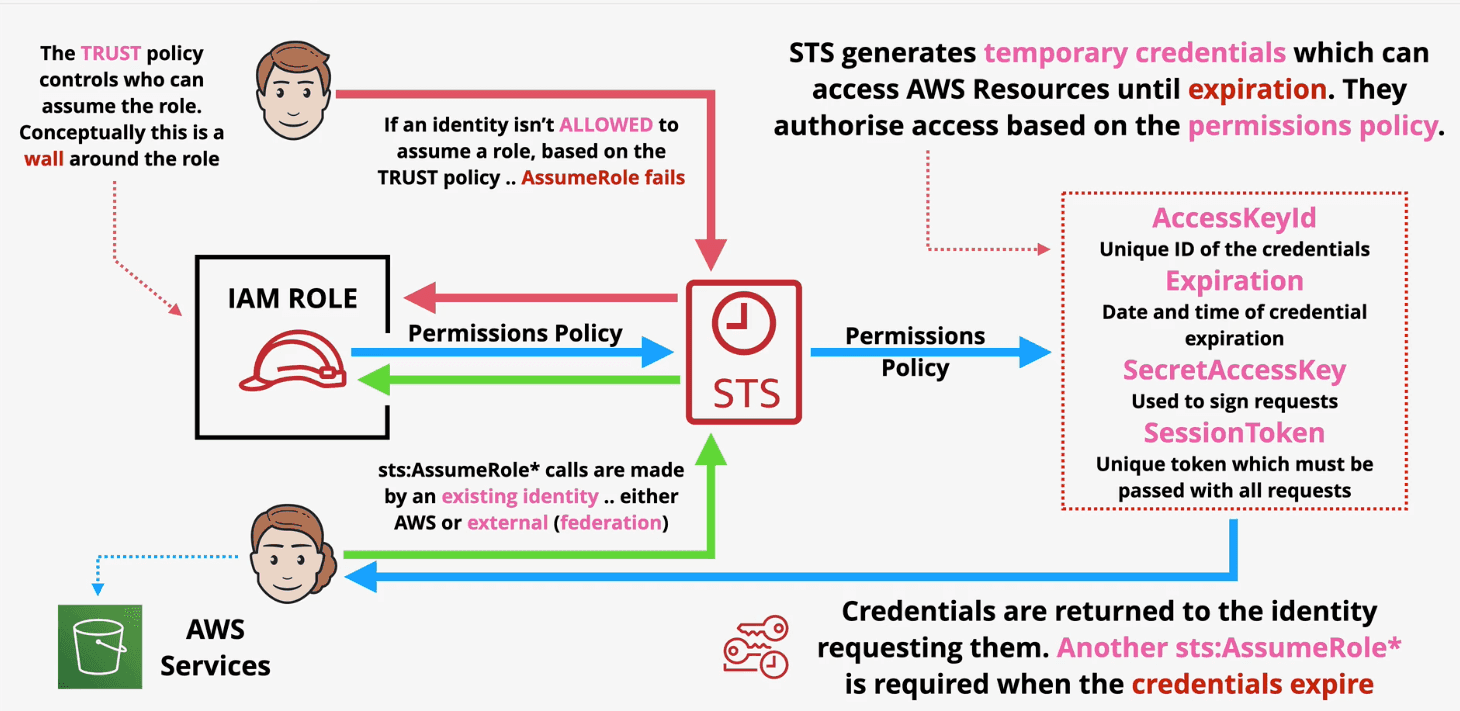 The TRUST policy
controls who can
assume the role.
Conceptually this is a
wall around the role
If an identity isn't ALLOWED to
assume a role, based on the
TRUST policy .. AssumeRole fails
STS generates temporary credentials which can
access AWS Resources until expiration. They
authorise access based on the permissions policy.
IAM ROLE
Permissions Policy
STS
Permissions
Policy
AccessKeyId
Unique ID of the credentials
Expiration
Date and time of credential
expiration
SecretAccessKey
Used to sign requests
SessionToken
Unique token which must be
passed with all requests
sts:AssumeRole* calls are made
by an existing identity .. either
AWS or external (federation)
AWS
Services
Credentials are returned to the identity
requesting them. Another sts:AssumeRole*
is required when the credentials expire